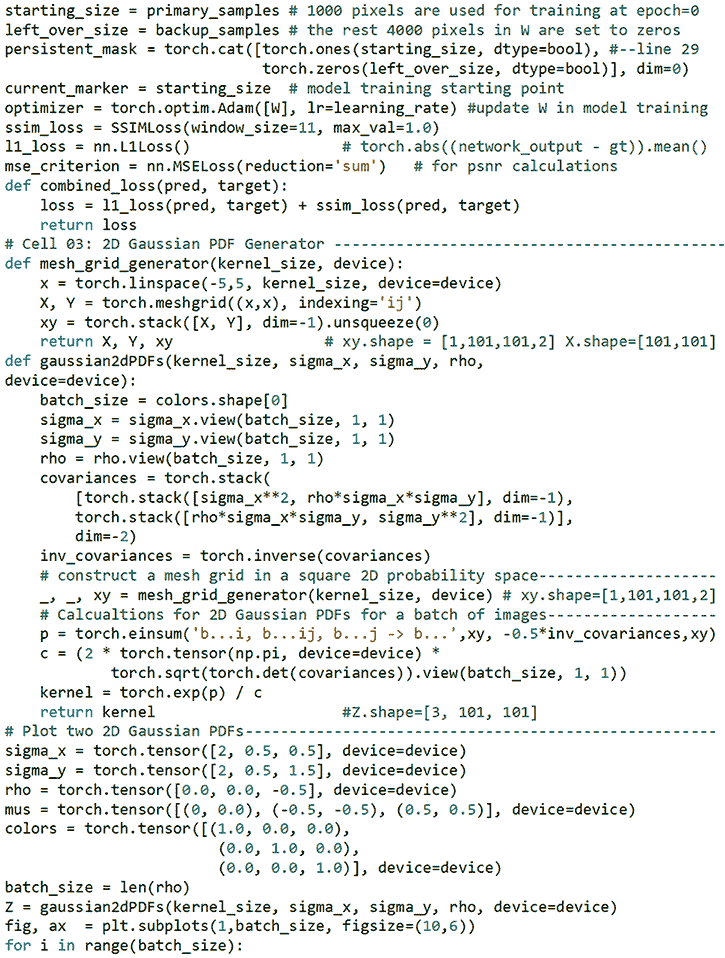 starting_size = primary_samples # 1000 pixels are used for training at epoch=0
left_over_size = backup_samples # the rest 4000 pixels in W are set to zeros
persistent_mask = torch.cat([torch.ones(starting_size, dtype=bool), #--line 29
                             torch.zeros(left_over_size, dtype=bool)], dim=0)
current_marker = starting_size  # model training starting point
optimizer = torch.optim.Adam([W], lr=learning_rate) #update W in model training
ssim_loss = SSIMLoss(window_size=11, max_val=1.0)
l1_loss = nn.L1Loss()                 # torch.abs((network_output - gt)).mean()
mse_criterion = nn.MSELoss(reduction='sum')   # for psnr calculations
def combined_loss(pred, target):
    loss = l1_loss(pred, target) + ssim_loss(pred, target)
    return loss
# Cell 03: 2D Gaussian PDF Generator --------------------------------------------
def mesh_grid_generator(kernel_size, device):
    x = torch.linspace(-5,5, kernel_size, device=device)
    X, Y = torch.meshgrid((x,x), indexing='ij')
    xy = torch.stack([X, Y], dim=-1).unsqueeze(0)
    return X, Y, xy                 # xy.shape = [1,101,101,2] X.shape=[101,101]
def gaussian2dPDFs(kernel_size, sigma_x, sigma_y, rho,
device=device):
    batch_size = colors.shape[0]
    sigma_x = sigma_x.view(batch_size, 1, 1)
    sigma_y = sigma_y.view(batch_size, 1, 1)
    rho = rho.view(batch_size, 1, 1)
    covariances = torch.stack(
        [torch.stack([sigma_x**2, rho*sigma_x*sigma_y], dim=-1),
        torch.stack([rho*sigma_x*sigma_y, sigma_y**2], dim=-1)],
        dim=-2)
    inv_covariances = torch.inverse(covariances)
    # construct a mesh grid in a square 2D probability space--------------------
    _, _, xy = mesh_grid_generator(kernel_size, device) # xy.shape=[1,101,101,2]
    # Calcualtions for 2D Gaussian PDFs for a batch of images-------------------
    p = torch.einsum('b...i, b...ij, b...j -> b...',xy, -0.5*inv_covariances,xy)
    c = (2 * torch.tensor(np.pi, device=device) *
            torch.sqrt(torch.det(covariances)).view(batch_size, 1, 1))
    kernel = torch.exp(p) / c
    return kernel                     #Z.shape=[3, 101, 101]
# Plot two 2D Gaussian PDFs-----------------------------------------------------
sigma_x = torch.tensor([2, 0.5, 0.5], device=device)
sigma_y = torch.tensor([2, 0.5, 1.5], device=device)
rho = torch.tensor([0.0, 0.0, -0.5], device=device)
mus = torch.tensor([(0, 0.0), (-0.5, -0.5), (0.5, 0.5)], device=device)
colors = torch.tensor([(1.0, 0.0, 0.0),
                        (0.0, 1.0, 0.0),
                        (0.0, 0.0, 1.0)], device=device)
batch_size = len(rho)
Z = gaussian2dPDFs(kernel_size, sigma_x, sigma_y, rho, device=device)
fig, ax  = plt.subplots(1,batch_size, figsize=(10,6))
for i in range(batch_size):